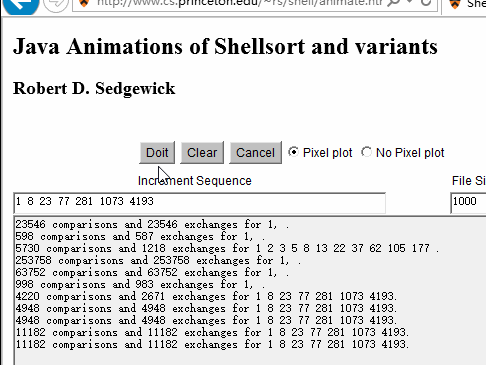 http://www.cs.princeton.edu/~rs/shell/animate.htm
Java Animations of Shellsort and variants
Robert D. Sedgewick
Doit Clear Cancel Pixel plot No Pixel plot
Increment Sequence File Si
1 8 23 77 281 1073 4193 1000
23546 comparisons and 23546 exchanges for 1, .
598 comparisons and 587 exchanges for 1, .
5730 comparisons and 1218 exchanges for 1 2 3 5 8 13 22 37 62 105 177 .
253758 comparisons and 253758 exchanges for 1, .
63752 comparisons and 63752 exchanges for 1, .
998 comparisons and 983 exchanges for 1, .
4220 comparisons and 2671 exchanges for 1 8 23 77 281 1073 4193.
4948 comparisons and 4948 exchanges for 1 8 23 77 281 1073 4193.
4948 comparisons and 4948 exchanges for 1 8 23 77 281 1073 4193.
11182 comparisons and 11182 exchanges for 1 8 23 77 281 1073 4193.
11182 comparisons and 11182 exchanges for 1 8 23 77 281 1073 4193.